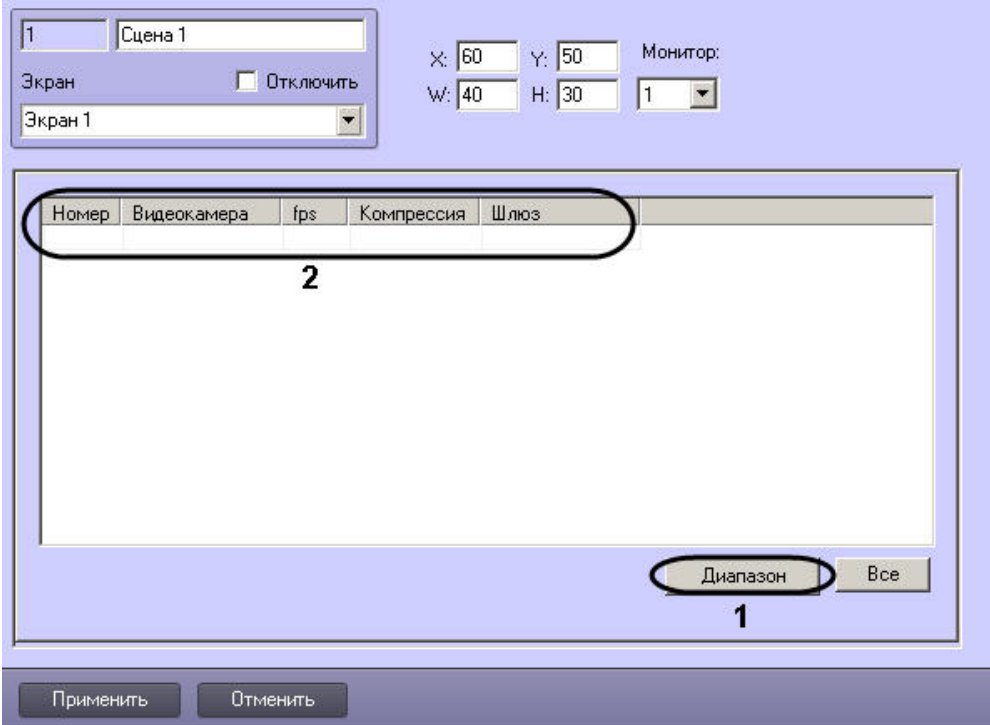 1 Сцена 1
Экран Отключить
Экран 1
X: 60 Y: 50 Монитор:
W: 40 H: 30 1
Номер Видеокамера fps Компрессия Шлюз
2
Диапазон Все
1
Применить Отменить